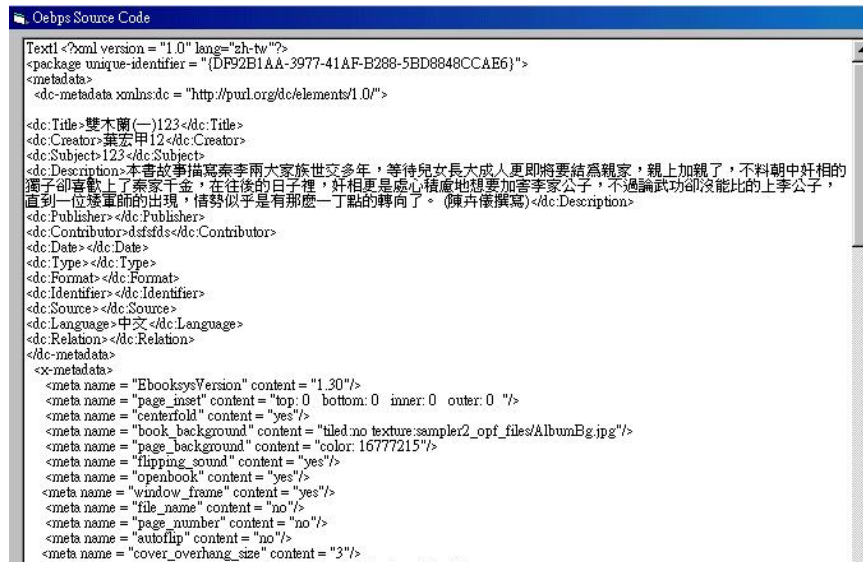 Oebps Source Code
Text1<?xml version = "1.0" lang="zh-tw"?>
<package unique-identifier = "{DF92B1AA-3977-41AF-B288-5BD8848CCAE6}">
<metadata>
<dc-metadata xmlns:dc = "http://purl.org/dc/elements/1.0/">
<dc:Title>雙木蘭(一)123</dc:Title>
<dc:Creator>葉宏甲12</dc:Creator>
<dc:Subject>123</dc:Subject>
<dc:Description>本書故事描寫秦李兩大家族世交多年，等待兒女長大成人更即將要結為親家，親上加親了，不料朝中奸相的
獨子卻喜歡上了秦家千金，在往後的日子裡，奸相更是處心積慮地想要加害李家公子，不過論武功卻沒能比的上李公子，
直到一位矮軍師的出現，情勢似乎是有那麼一丁點的轉向了。 (陳卉儀撰寫)</dc:Description>
<dc:Publisher></dc:Publisher>
<dc:Contributor>dsfsfds</dc:Contributor>
<dc:Date></dc:Date>
<dc:Type></dc:Type>
<dc:Format></dc:Format>
<dc:Identifier></dc:Identifier>
<dc:Source></dc:Source>
<dc:Language>中文</dc:Language>
<dc:Relation></dc:Relation>
</dc-metadata>
<x-metadata>
<meta name = "EbooksysVersion" content = "1.30"/>
<meta name = "page_inset" content = "top: 0 bottom: 0 inner: 0 outer: 0 "/>
<meta name = "centerfold" content = "yes"/>
<meta name = "book_background" content = "tiled:no texture:sampler2_opf_files/AlbumBg.jpg"/>
<meta name = "page_background" content = "color: 16777215"/>
<meta name = "flipping_sound" content = "yes"/>
<meta name = "openbook" content = "yes"/>
<meta name = "window_frame" content = "yes"/>
<meta name = "file_name" content = "no"/>
<meta name = "page_number" content = "no"/>
<meta name = "autoflip" content = "no"/>
<meta name = "cover_overhang_size" content = "3"/>